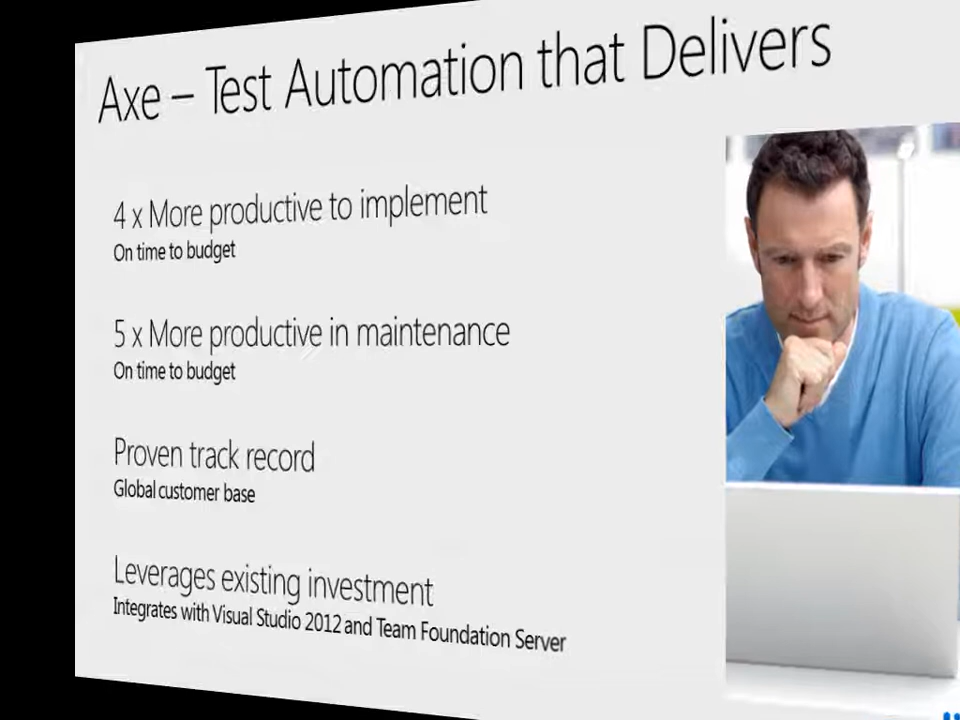 Axe – Test Automation that Delivers
4 x More productive to implement
On time to budget
5 x More productive in maintenance
On time to budget
Proven track record
Global customer base
Leverages existing investment
Integrates with Visual Studio 2012 and Team Foundation Server